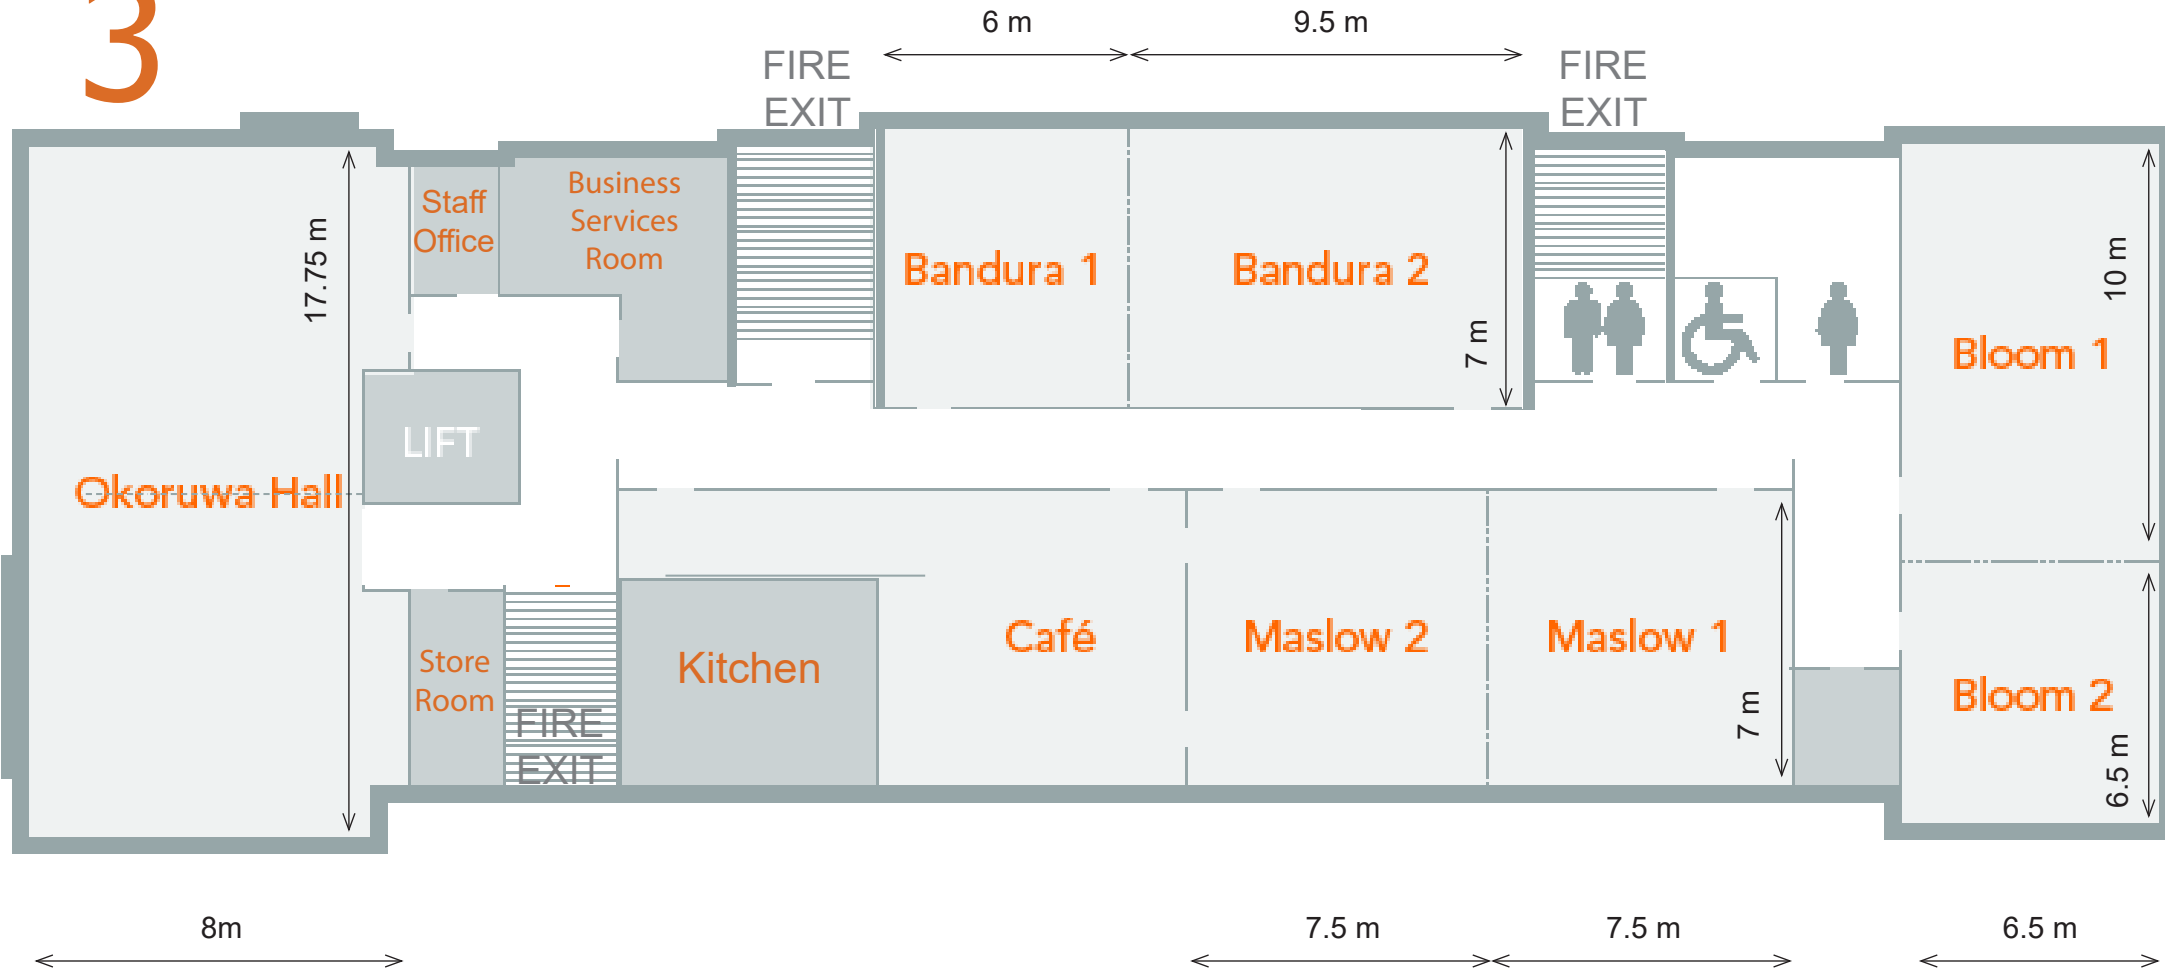 3
6 m
9.5 m
FIRE
EXIT
FIRE
EXIT
Staff
Office
Business
Services
Room
17.75 m
Bandura 1
Bandura 2
7 m
10 m
Bloom 1
LIFT
Okoruwa Hall
Café
Maslow 2
Maslow 1
Kitchen
Store
Room
FIRE
EXIT
7 m
Bloom 2
6.5 m
8m
7.5 m
7.5 m
6.5 m